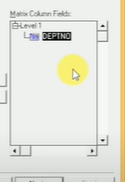 Matrix Column Fields:
Level 1
DEPTNO